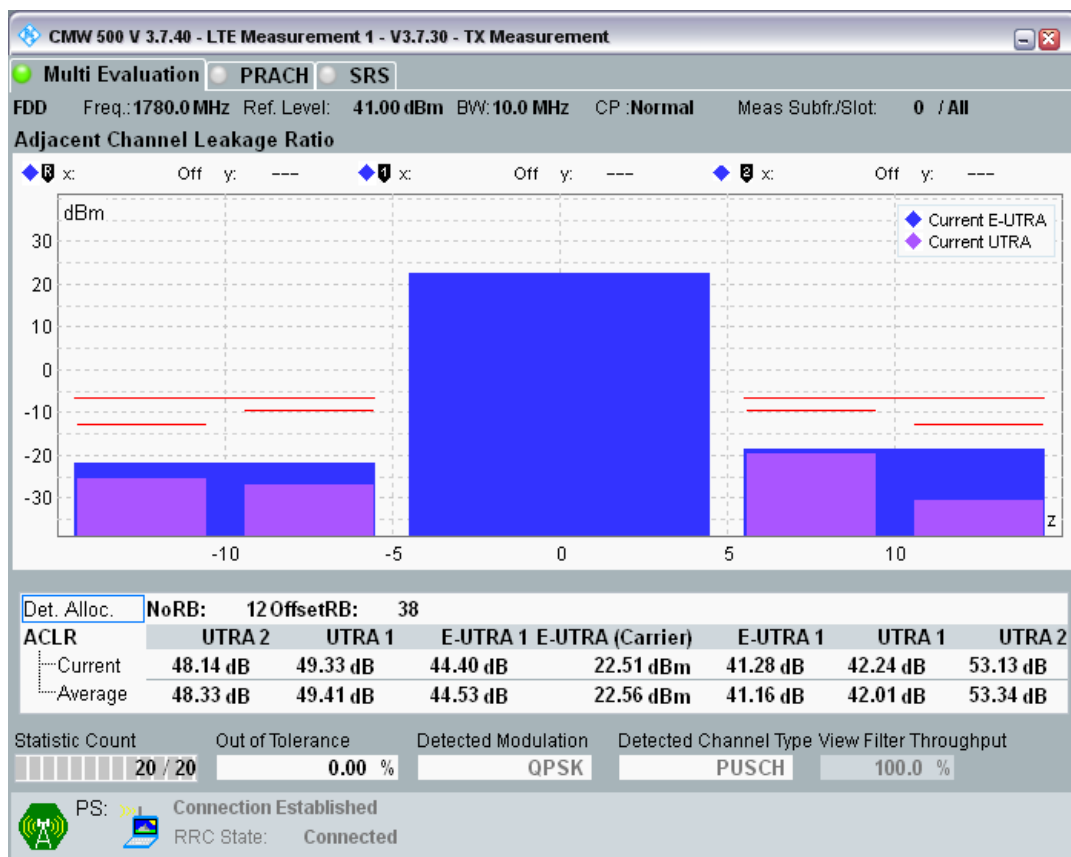 CMW 500 V 3.7.40 - LTE Measurement 1 - V3.7.30 - TX Measurement
Multi Evaluation PRACH SRS
FDD Freq.: 1780.0 MHz Ref. Level: 41.00 dBm BW: 10.0 MHz CP :Normal Meas Subfr./Slot: 0 / All
Adjacent Channel Leakage Ratio
R x: Off y: --- 1 x: Off y: --- 2 x: Off y: ---
dBm
Current E-UTRA
Current UTRA
30
20
10
0
-10
-20
-30
z
-10 -5 0 5 10
Det. Alloc. NoRB: 12 OffsetRB: 38
ACLR UTRA 2 UTRA 1 E-UTRA 1 E-UTRA (Carrier) E-UTRA 1 UTRA 1 UTRA 2
Current 48.14 dB 49.33 dB 44.40 dB 22.51 dBm 41.28 dB 42.24 dB 53.13 dB
Average 48.33 dB 49.41 dB 44.53 dB 22.56 dBm 41.16 dB 42.01 dB 53.34 dB
Statistic Count Out of Tolerance Detected Modulation Detected Channel Type View Filter Throughput
20 / 20 0.00 % QPSK PUSCH 100.0 %
PS: Connection Established
RRC State: Connected